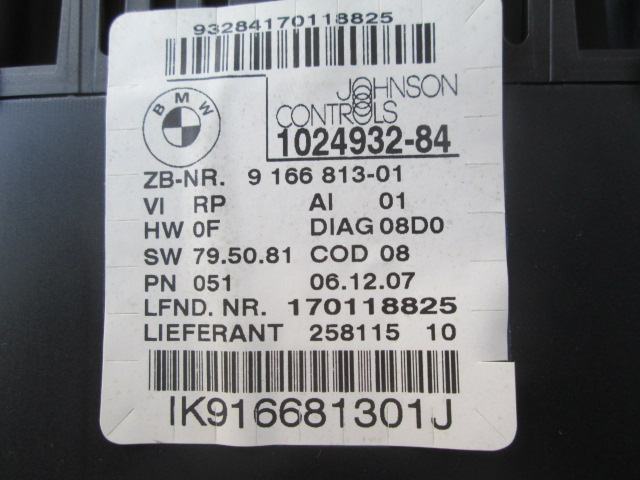 93284170118825
BMW
JOHNSON
CONTROLS
1024932-84
ZB-NR. 9 166 813-01
VI RP AI 01
HW 0F DIAG 08D0
SW 79.50.81 COD 08
PN 051 06.12.07
LFND. NR. 170118825
LIEFERANT 258115 10
IK916681301J